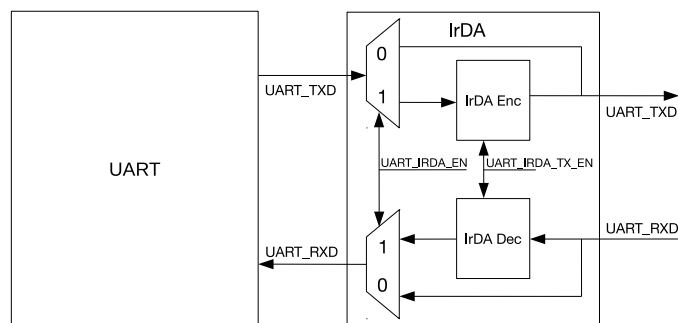 IrDA
0
1
UART_TXD
IrDA Enc
UART_TXD
UART_IRDA_EN
UART_IRDA_TX_EN
UART
UART_RXD
1
0
IrDA Dec
UART_RXD